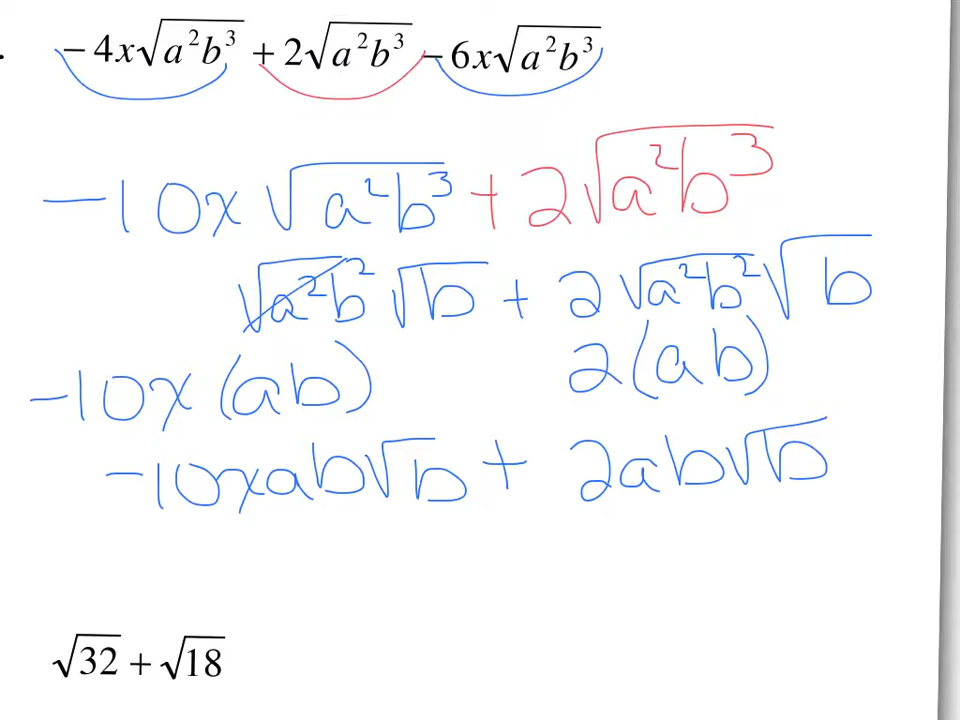 . −4x√a²b³ + 2√a²b³ − 6x√a²b³
−10x √a²b³ + 2√a²b³
√a²b² √b + 2√a²b² √b
−10x (ab) 2(ab)
−10xab√b + 2ab√b
√32 + √18